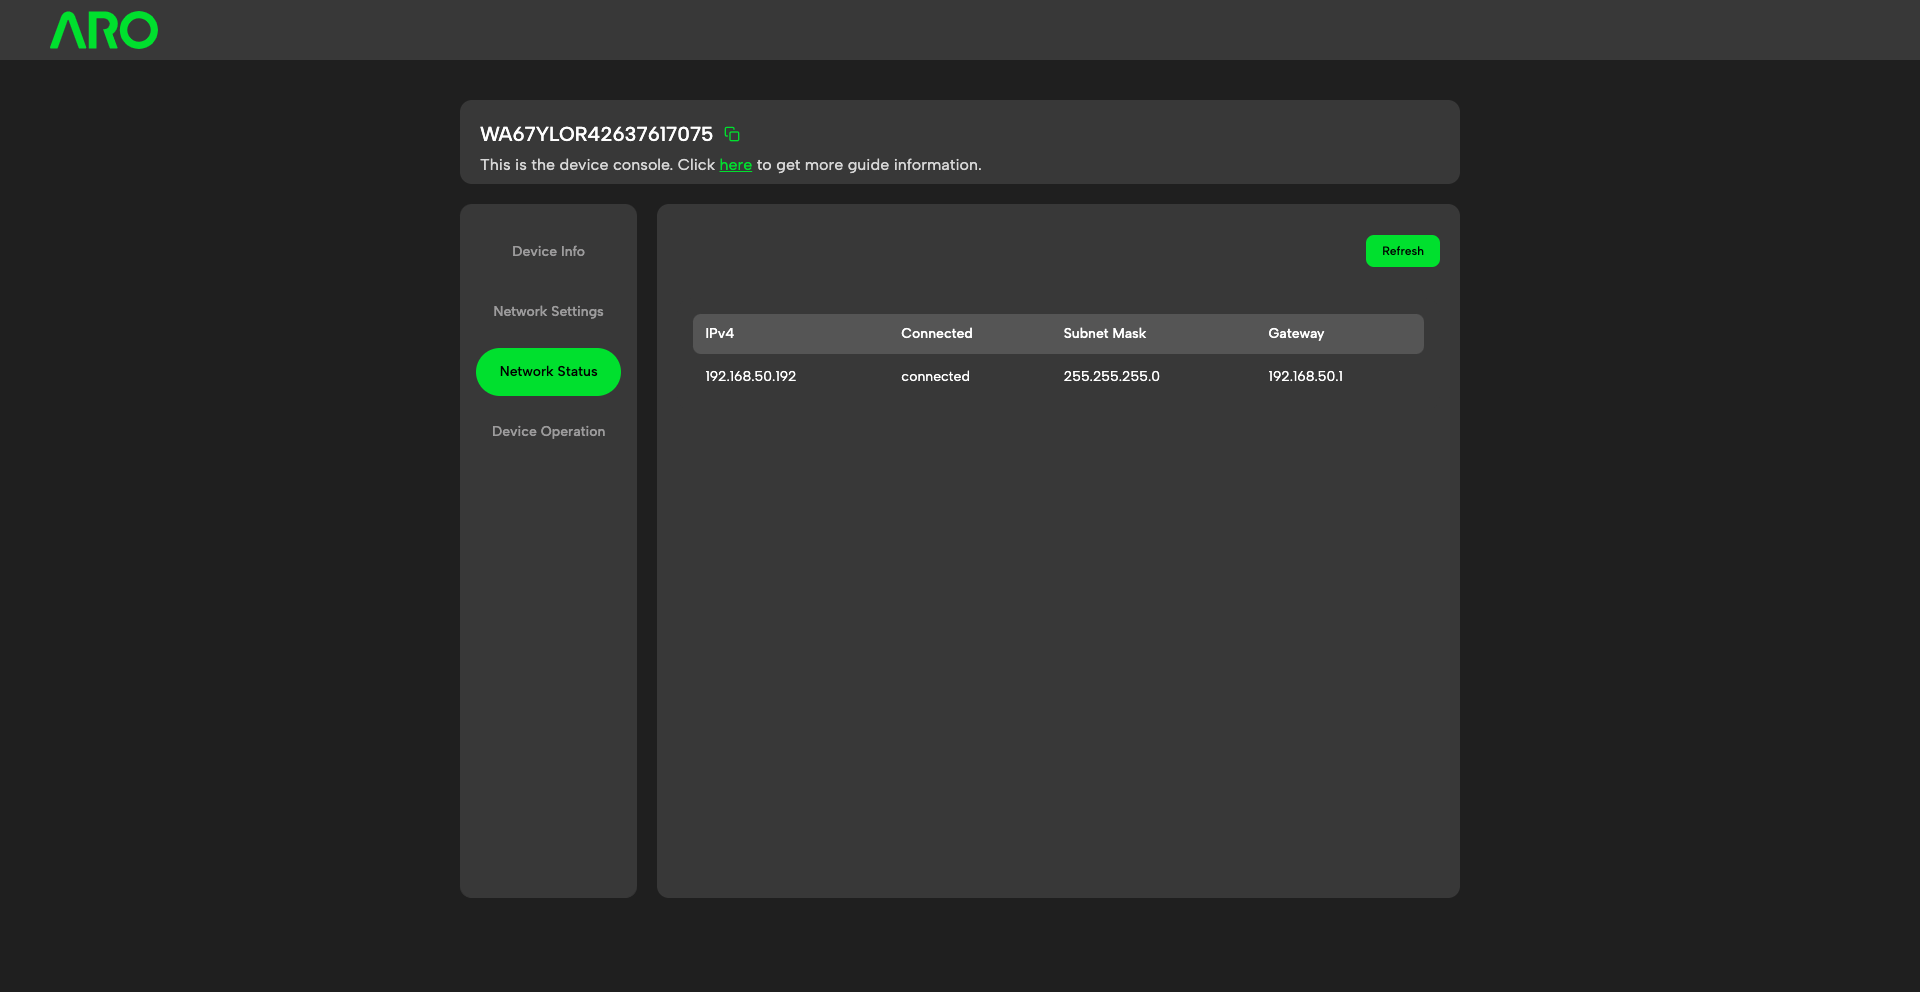 ARO
WA67YLOR42637617075
This is the device console. Click here to get more guide information.
Device Info
Network Settings
Network Status
Device Operation
Refresh
IPv4 Connected Subnet Mask Gateway
192.168.50.192 connected 255.255.255.0 192.168.50.1